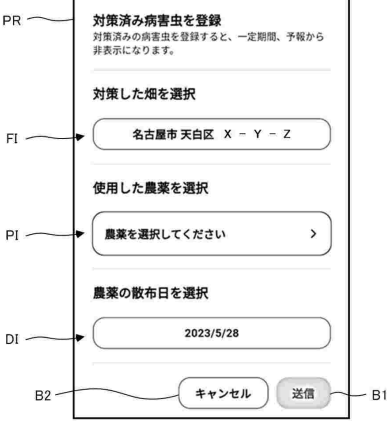 PR
対策済み病害虫を登録
対策済みの病害虫を登録すると、一定期間、予報から
非表示になります。
対策した畑を選択
FI
名古屋市 天白区 X － Y － Z
使用した農薬を選択
PI
農薬を選択してください >
農薬の散布日を選択
DI
2023/5/28
B2
キャンセル
送信
B1